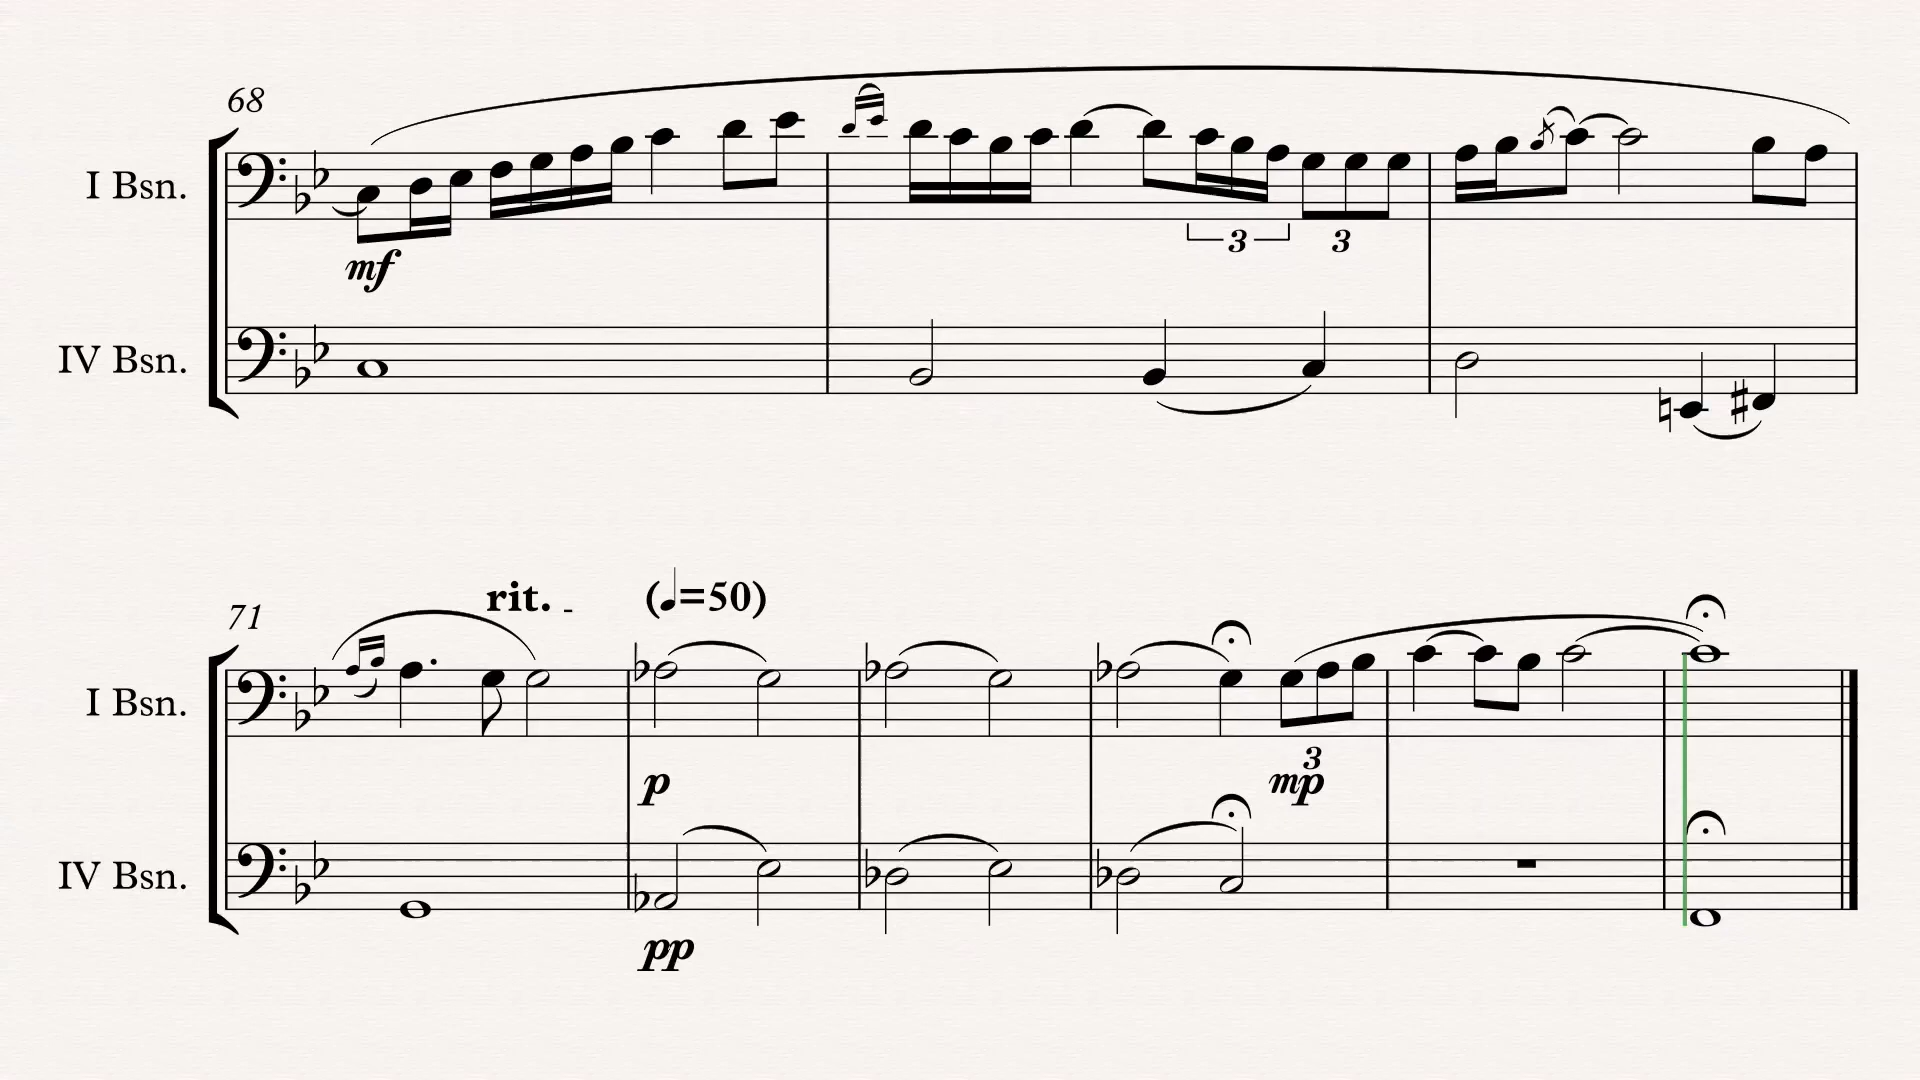 68
I Bsn.
3 3
mf
IV Bsn.
71
rit. (♩=50)
I Bsn.
3
p mp
IV Bsn.
pp